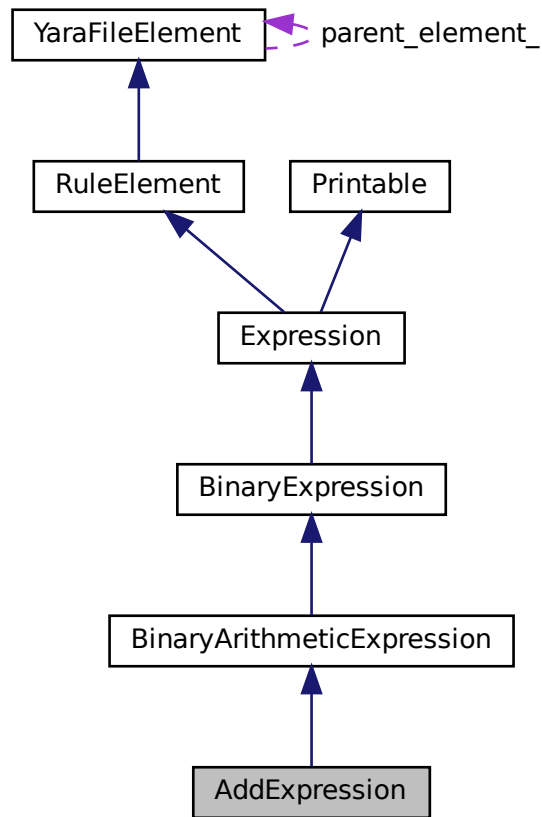 YaraFileElement
parent_element_
RuleElement
Printable
Expression
BinaryExpression
BinaryArithmeticExpression
AddExpression